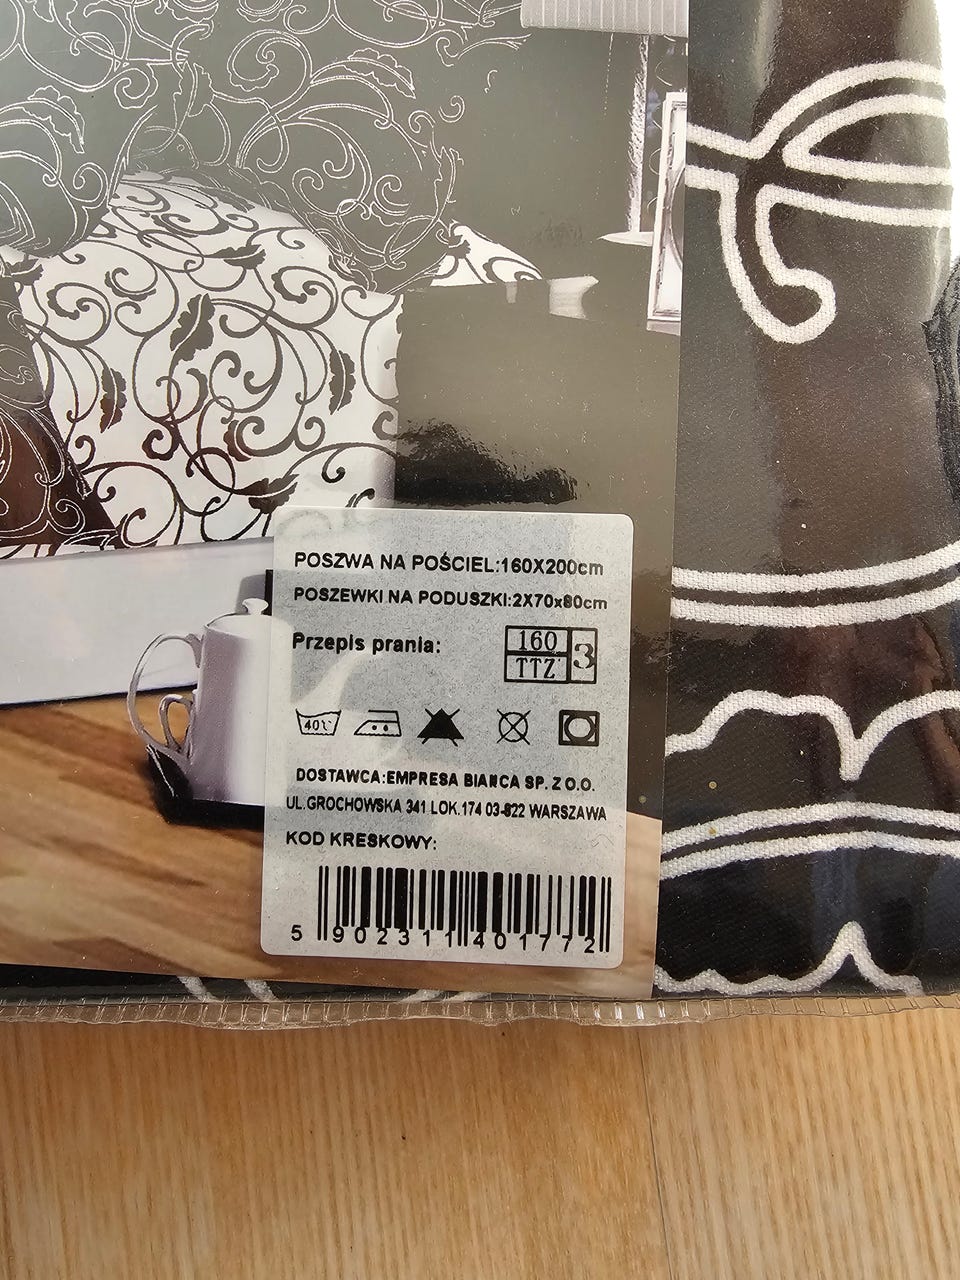 POSZWA NA POŚCIEL:160X200cm
POSZEWKI NA PODUSZKI:2X70x80cm
Przepis prania:
160
TTZ
3
40℃
DOSTAWCA:EMPRESA BIANCA SP. Z O.O.
UL.GROCHOWSKA 341 LOK.174 03-822 WARSZAWA
KOD KRESKOWY:
5 902311 401772